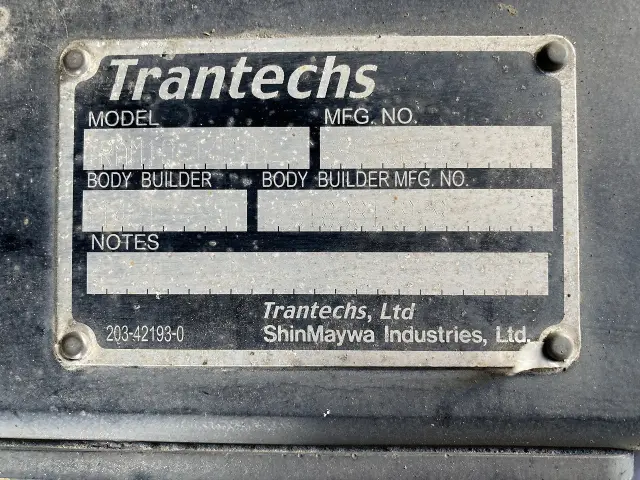 Trantechs
MODEL MFG. NO.
BODY BUILDER BODY BUILDER MFG. NO.
NOTES
Trantechs, Ltd
203-42193-0 ShinMaywa Industries, Ltd.